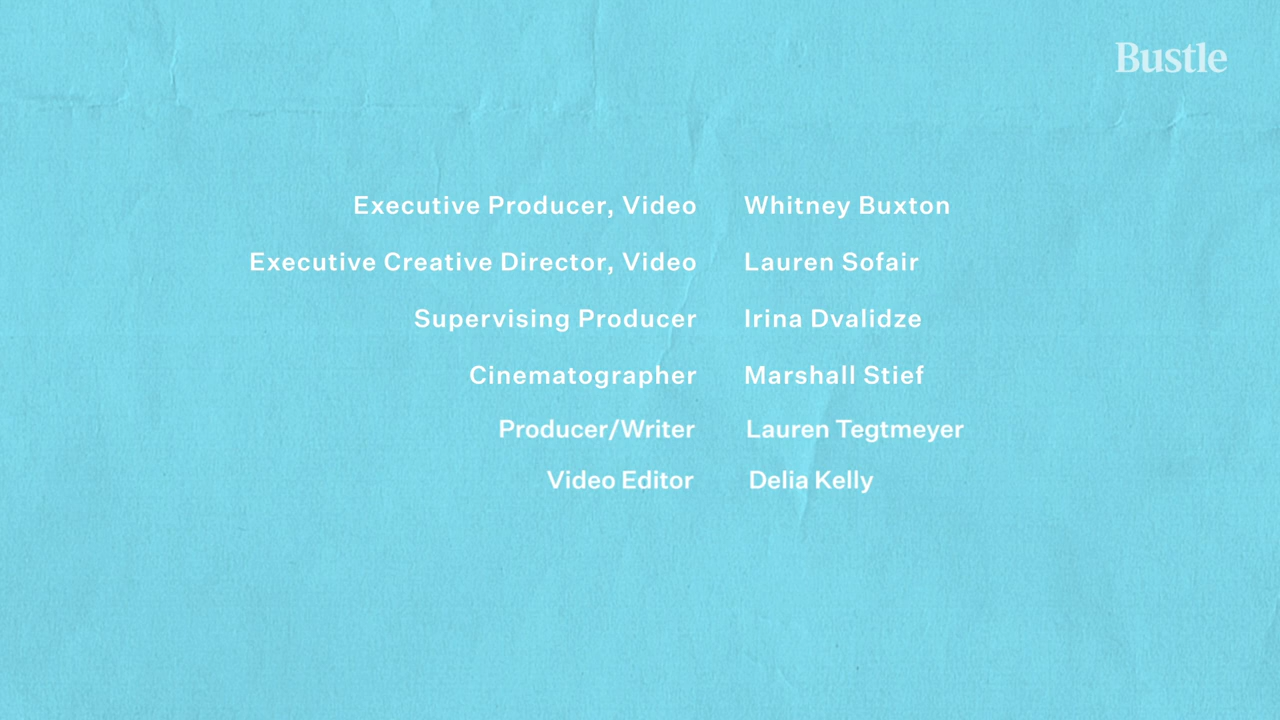 Bustle
Executive Producer, Video Whitney Buxton
Executive Creative Director, Video Lauren Sofair
Supervising Producer Irina Dvalidze
Cinematographer Marshall Stief
Producer/Writer Lauren Tegtmeyer
Video Editor Delia Kelly